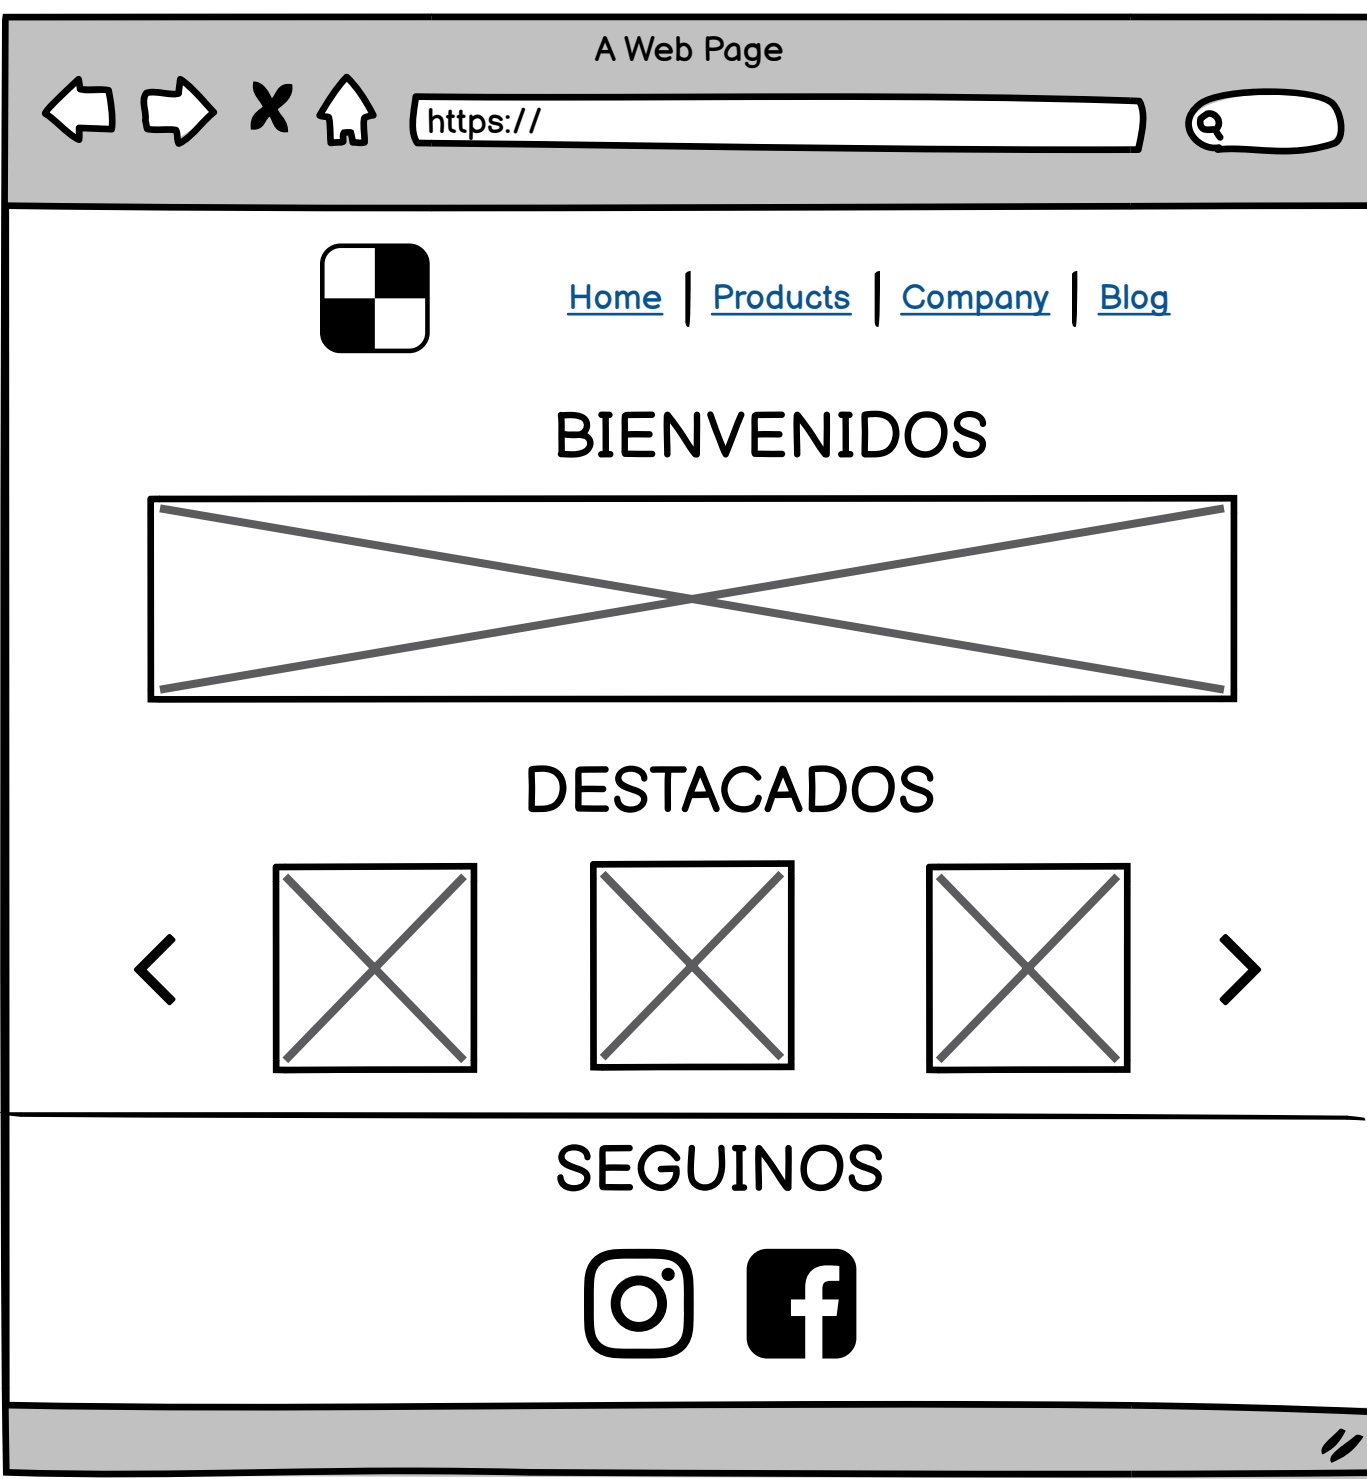 A Web Page
https://
Home | Products | Company | Blog
BIENVENIDOS
DESTACADOS
SEGUINOS